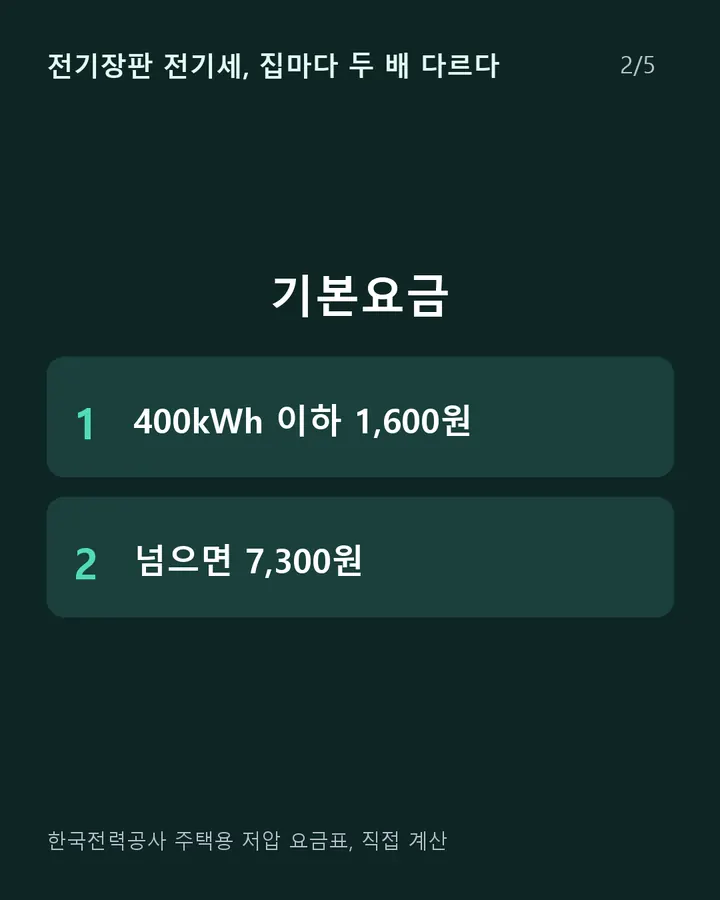 전기장판 전기세, 집마다 두 배 다르다
2/5
기본요금
1 400kWh 이하 1,600원
2 넘으면 7,300원
한국전력공사 주택용 저압 요금표, 직접 계산